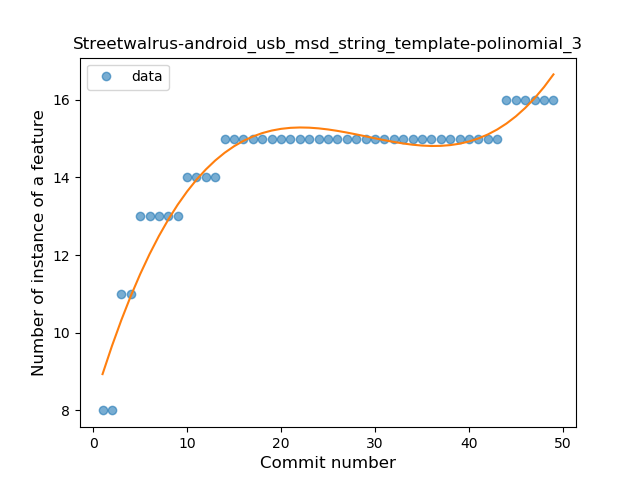 Streetwalrus-android_usb_msd_string_template-polinomial_3
data
Number of instance of a feature
16
14
12
10
8
0 10 20 30 40 50
Commit number